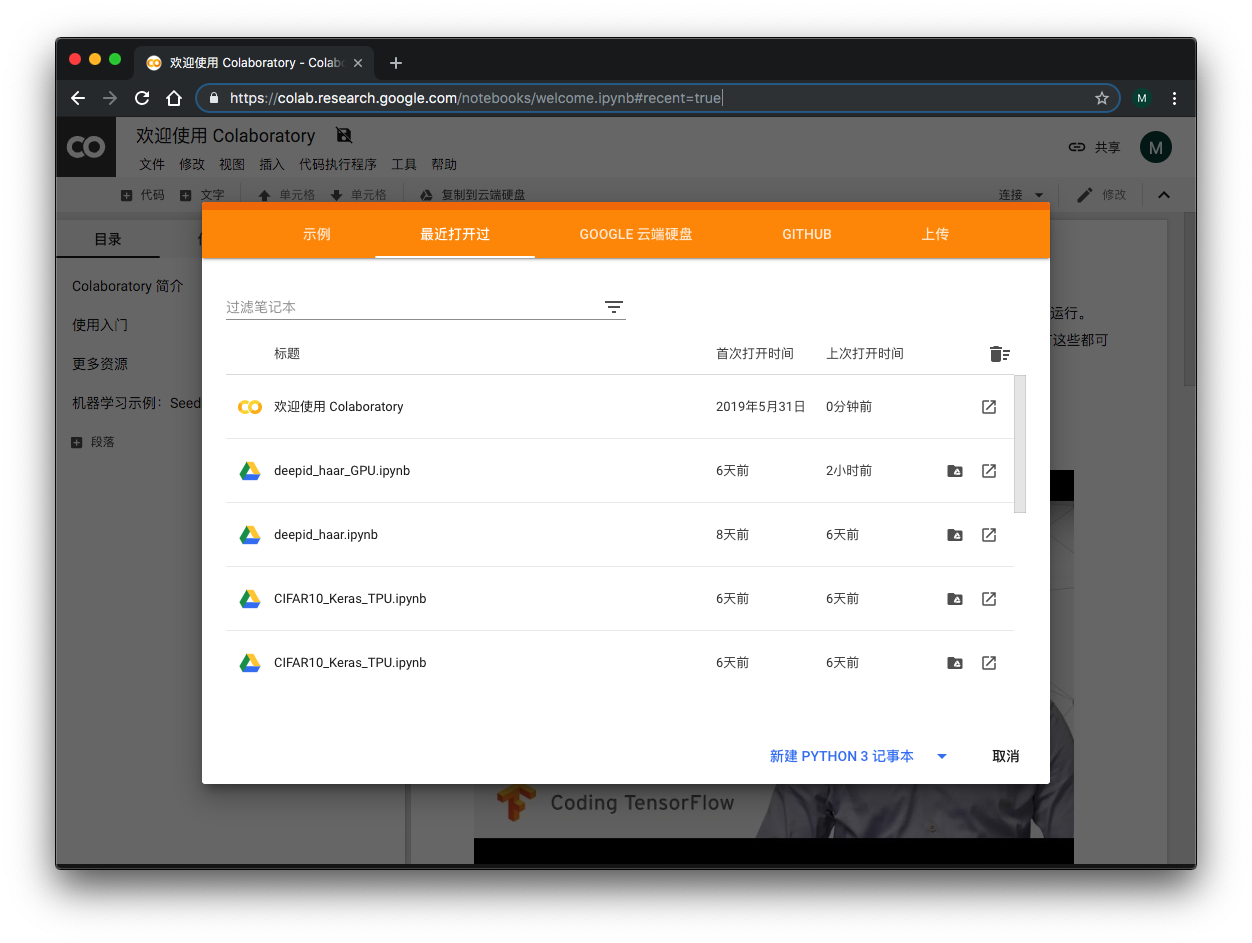 欢迎使用 Colaboratory - Colab
https://colab.research.google.com/notebooks/welcome.ipynb#recent=true
M
CO
欢迎使用 Colaboratory
文件 修改 视图 插入 代码执行程序 工具 帮助
共享
M
代码 文字 单元格 单元格 复制到云端硬盘 连接 修改
目录
示例 最近打开过 GOOGLE 云端硬盘 GITHUB 上传
Colaboratory 简介
使用入门
更多资源
机器学习示例：Seed
段落
运行。
这些都可
过滤笔记本
标题 首次打开时间 上次打开时间
欢迎使用 Colaboratory 2019年5月31日 0分钟前
deepid_haar_GPU.ipynb 6天前 2小时前
deepid_haar.ipynb 8天前 6天前
CIFAR10_Keras_TPU.ipynb 6天前 6天前
CIFAR10_Keras_TPU.ipynb 6天前 6天前
新建 PYTHON 3 记事本 取消
Coding TensorFlow